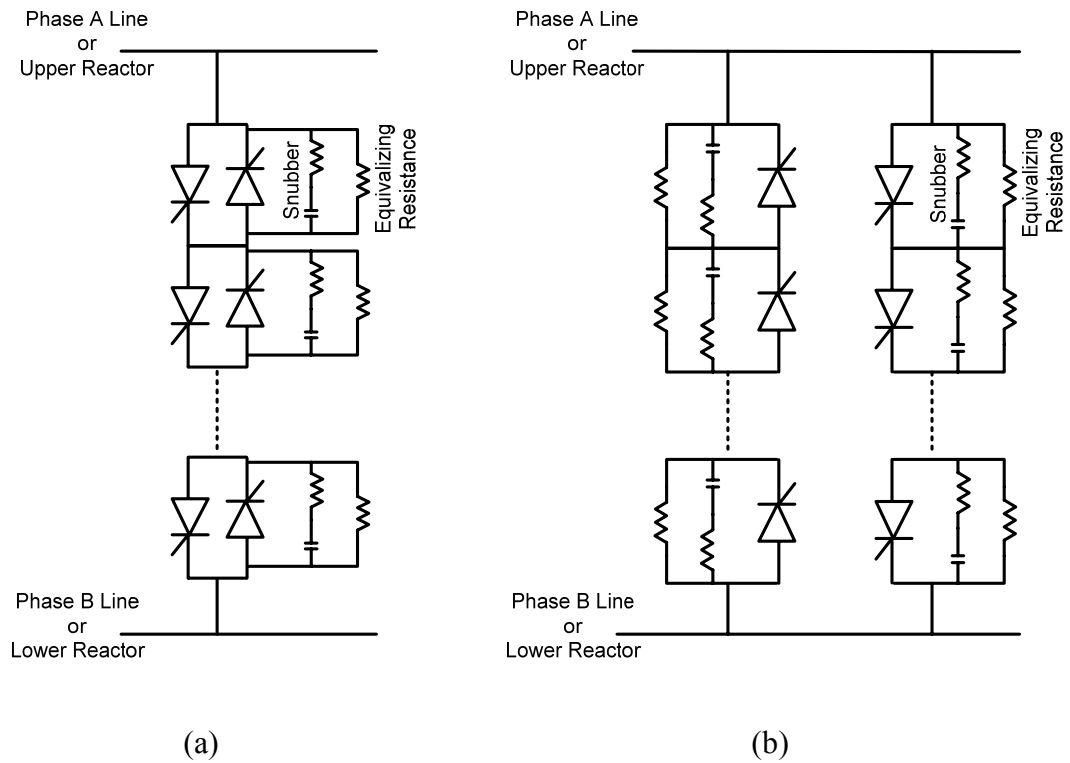 Phase A Line
or
Upper Reactor
Snubber
Equivalizing
Resistance
Phase B Line
or
Lower Reactor
(a)
Phase A Line
or
Upper Reactor
Snubber
Equivalizing
Resistance
Phase B Line
or
Lower Reactor
(b)